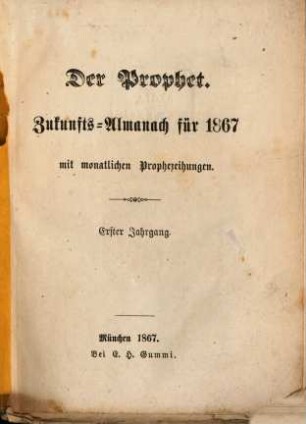 Der Prophet.
Zukunfts-Almanach für 1867
mit monatlichen Prophezeihungen.
Erster Jahrgang.
München 1867.
Bei E. H. Gummi.